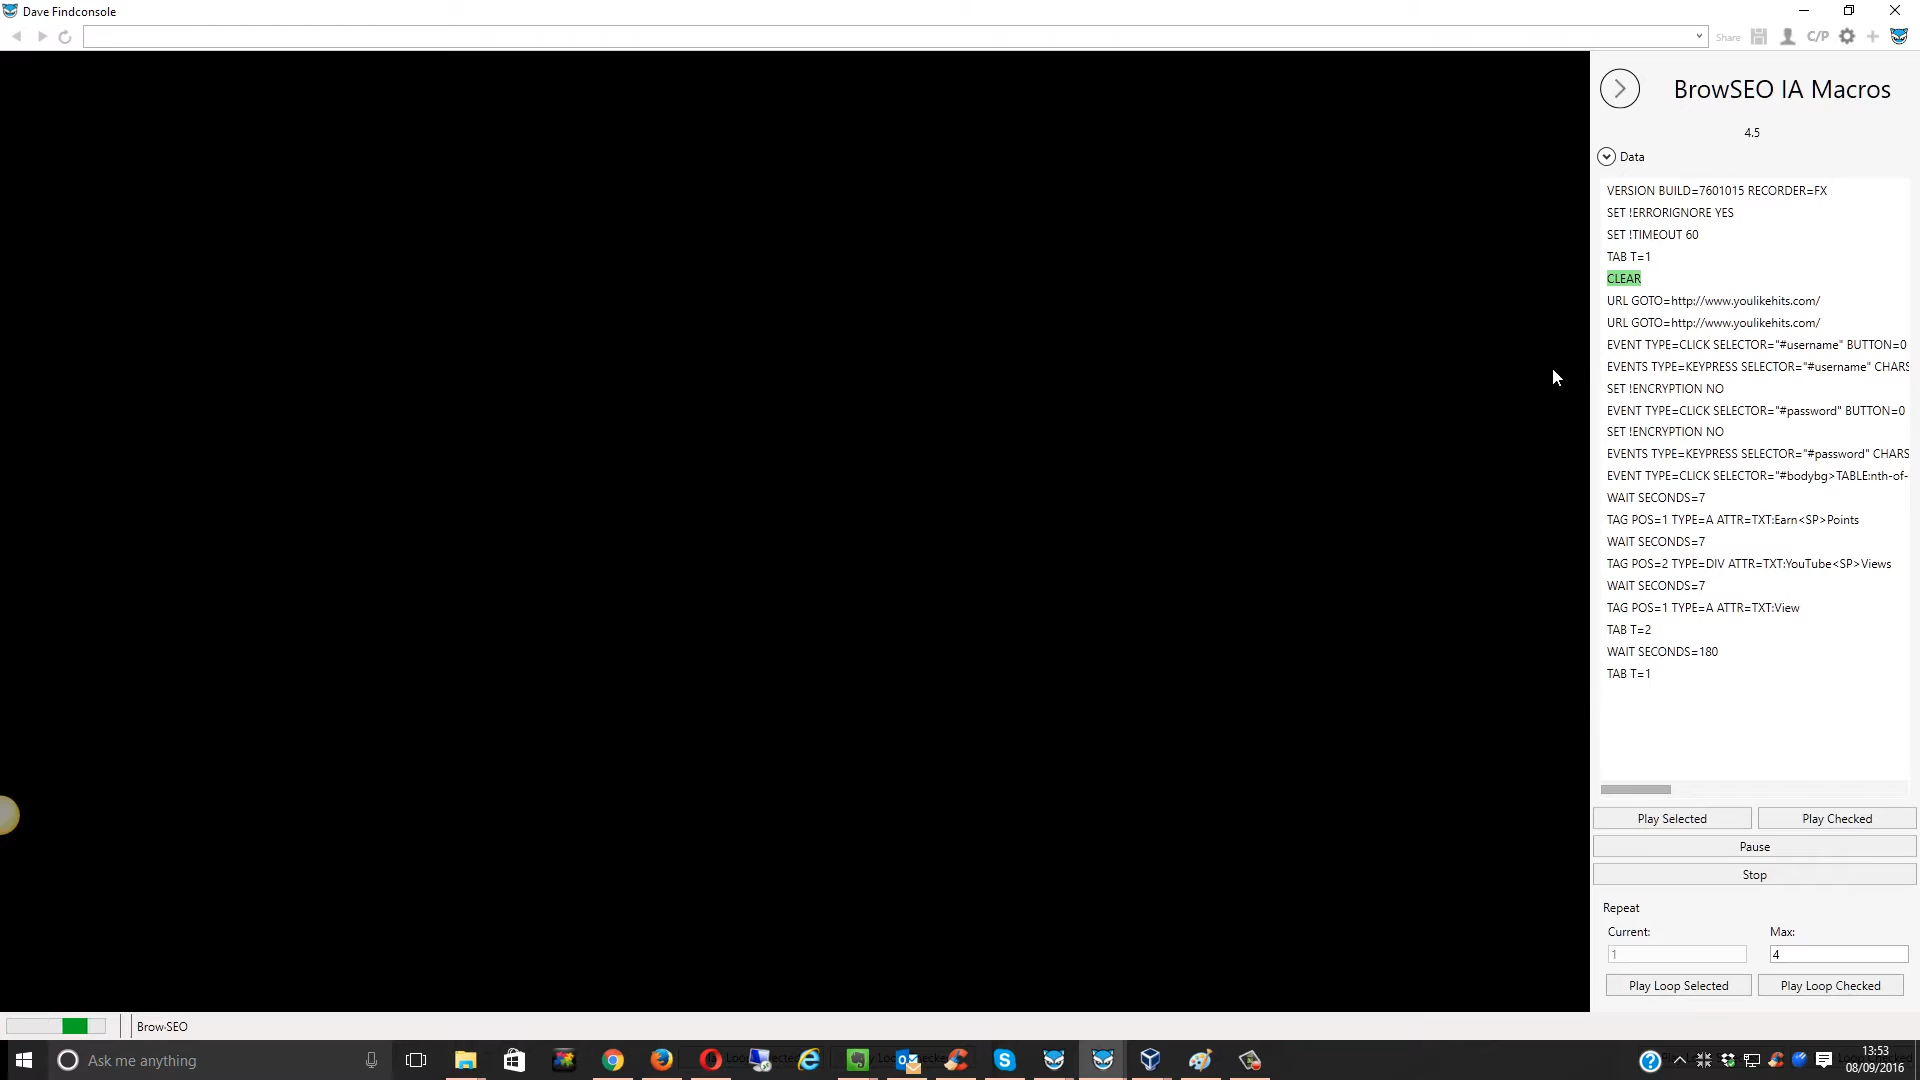 Dave Findconsole
Share
C/P
BrowSEO IA Macros
4.5
Data
VERSION BUILD=7601015 RECORDER=FX
SET !ERRORIGNORE YES
SET !TIMEOUT 60
TAB T=1
CLEAR
URL GOTO=http://www.youlikehits.com/
URL GOTO=http://www.youlikehits.com/
EVENT TYPE=CLICK SELECTOR="#username" BUTTON=0
EVENTS TYPE=KEYPRESS SELECTOR="#username" CHARS
SET !ENCRYPTION NO
EVENT TYPE=CLICK SELECTOR="#password" BUTTON=0
SET !ENCRYPTION NO
EVENTS TYPE=KEYPRESS SELECTOR="#password" CHARS
EVENT TYPE=CLICK SELECTOR="#bodybg>TABLE:nth-of-
WAIT SECONDS=7
TAG POS=1 TYPE=A ATTR=TXT:Earn<SP>Points
WAIT SECONDS=7
TAG POS=2 TYPE=DIV ATTR=TXT:YouTube<SP>Views
WAIT SECONDS=7
TAG POS=1 TYPE=A ATTR=TXT:View
TAB T=2
WAIT SECONDS=180
TAB T=1
Play Selected
Play Checked
Pause
Stop
Repeat
Current:
Max:
1
4
Play Loop Selected
Play Loop Checked
Brow-SEO
Ask me anything
13:53
08/09/2016